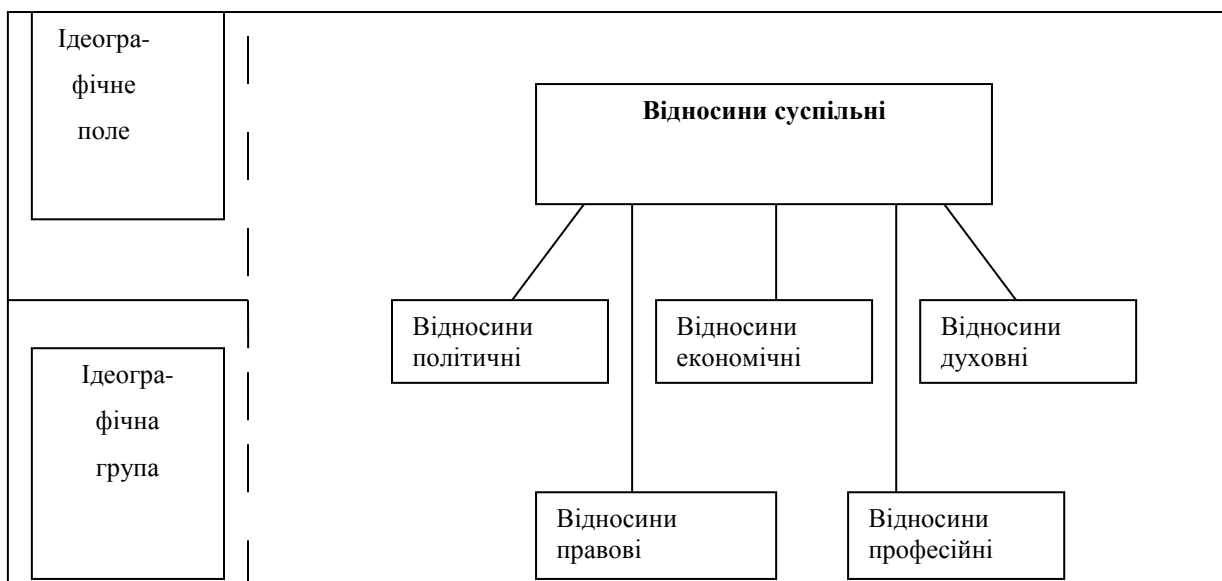 Ідеогра-
фічне
поле
Відносини суспільні
Відносини
політичні
Відносини
економічні
Відносини
духовні
Ідеогра-
фічна
група
Відносини
правові
Відносини
професійні